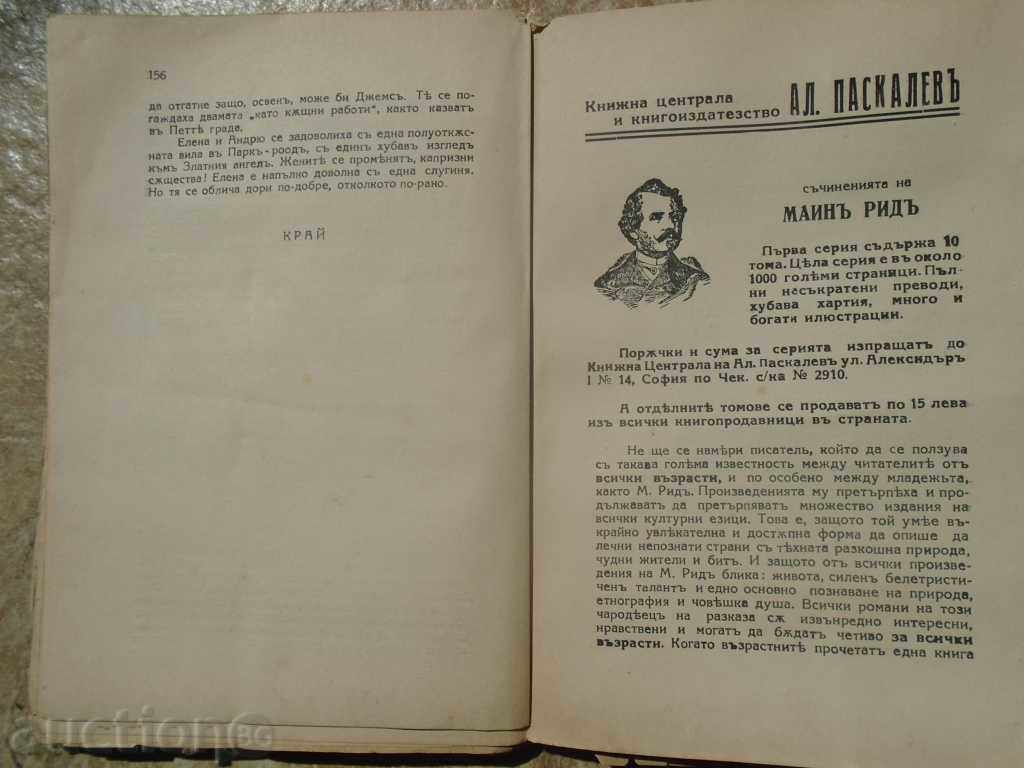 156
да отгатне защо, освенъ, може би Джемсъ. Тѣ се по-
гаждаха двамата „като кѫщни работи“, както казватъ
въ Петтѣ града.
Елена и Андрю се задоволиха съ една полуоткѫс-
ната вила въ Паркъ-роодъ, съ единъ хубавъ изгледъ
къмъ Златния ангелъ. Женитѣ се промѣнятъ, капризни
сѫщества! Елена е напълно доволна съ една слугиня.
Но тя се облича дори по-добре, отколкото по-рано.
КРАЙ
Книжна централа
и книгоиздатезство АЛ. ПАСКАЛЕВЪ
съчиненията на
МАИНЪ РИДЪ
Първа серия съдържа 10
тома. Цѣла серия е въ около
1000 голѣми страници. Пъл-
ни несъкратени преводи,
хубава хартия, много и
богати илюстрации.
Порѫчки и сума за серията изпращатъ до
Книжна Централа на Ал. Паскалевъ ул. Александъръ
I № 14, София по Чек. с/ка № 2910.
А отдѣлнитѣ томове се продаватъ по 15 лева
изъ всички книгопродавници въ страната.
Не ще се намѣри писатель, който да се ползува
съ такава голѣма известность между читателитѣ отъ
всички възрасти, и по особено между младежьта,
както М. Ридъ. Произведенията му претърпѣха и про-
дължаватъ да претърпяватъ множество издания на
всички културни езици. Това е, защото той умѣе въ
крайно увлѣкателна и достѫпна форма да опише да
лечни непознати страни съ тѣхната разкошна природа,
чудни жители и битъ. И защото отъ всички произве-
дения на М. Ридъ блика: живота, силенъ белетристи-
ченъ талантъ и едно основно познаване на природа,
етнография и човѣшка душа. Всички романи на този
чародѣецъ на разказа сѫ извънредно интересни,
нравствени и могатъ да бѫдатъ четиво за всички
възрасти. Когато възрастнитѣ прочетатъ една книга
auctionBG